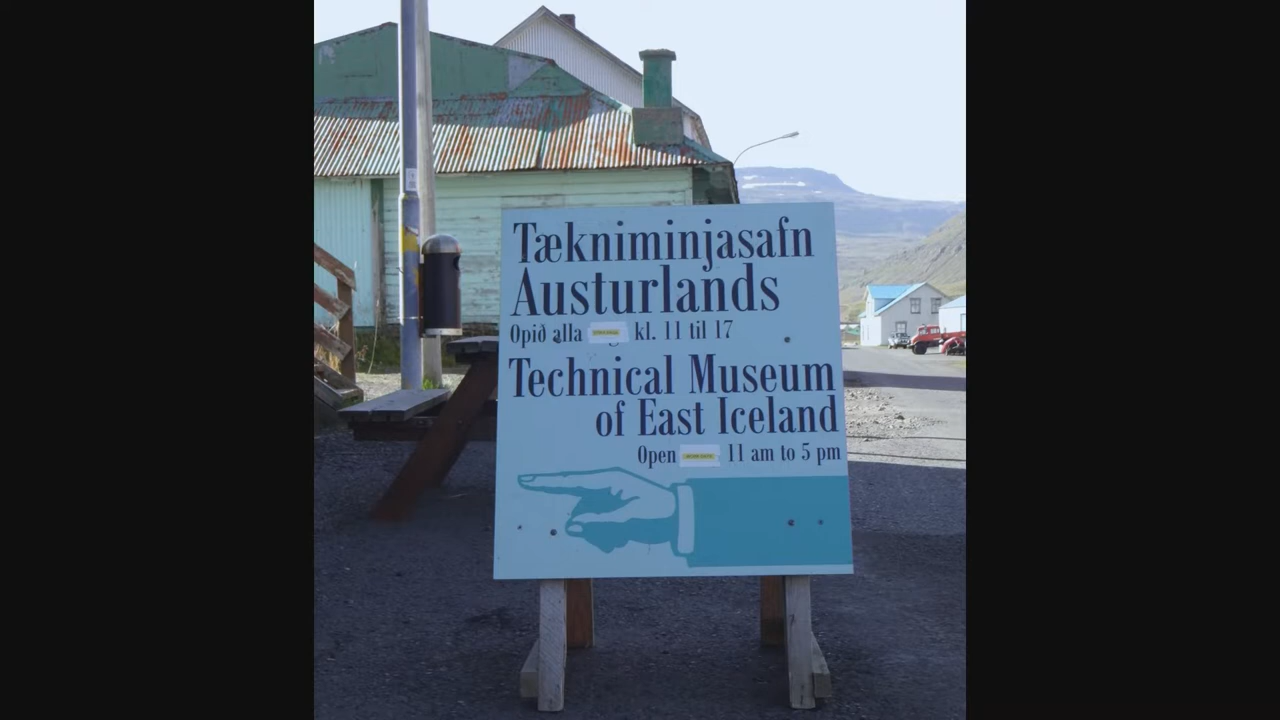 Tækniminjasafn
Austurlands
Opið alla kl. 11 til 17
Technical Museum
of East Iceland
Open 11 am to 5 pm